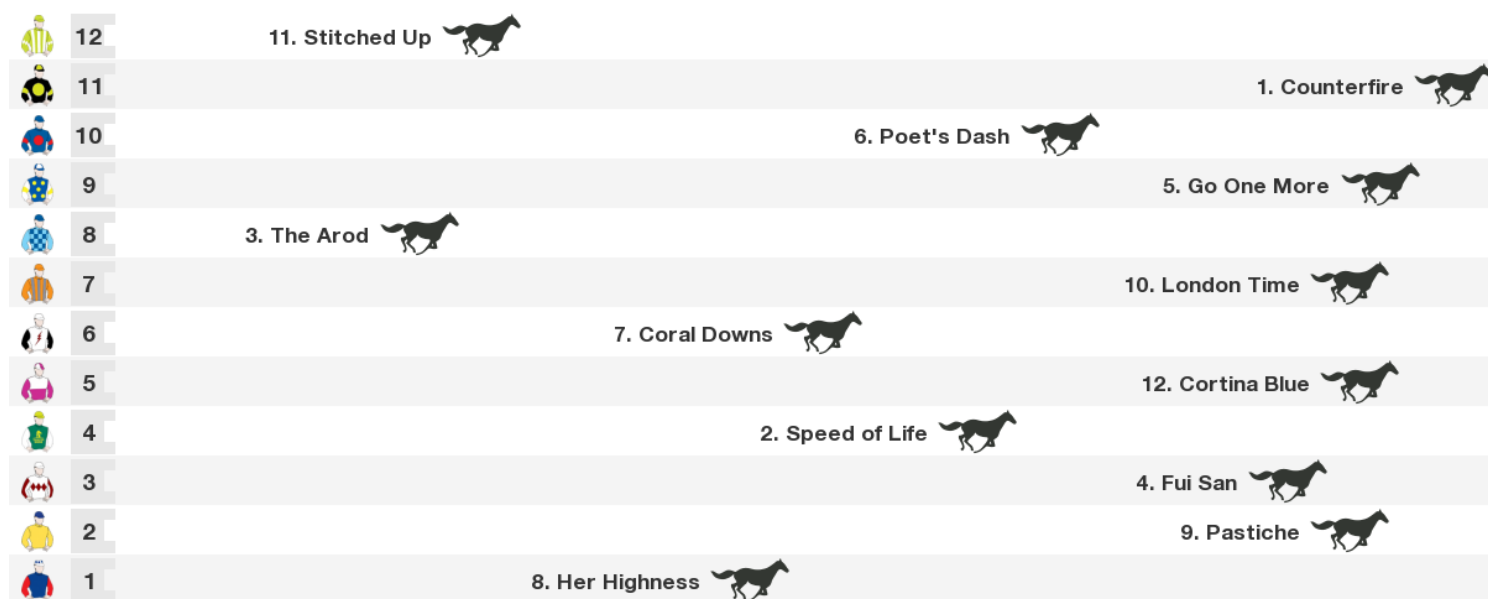 12 11. Stitched Up
11 1. Counterfire
10 6. Poet's Dash
9 5. Go One More
8 3. The Arod
7 10. London Time
6 7. Coral Downs
5 12. Cortina Blue
4 2. Speed of Life
3 4. Fui San
2 9. Pastiche
1 8. Her Highness